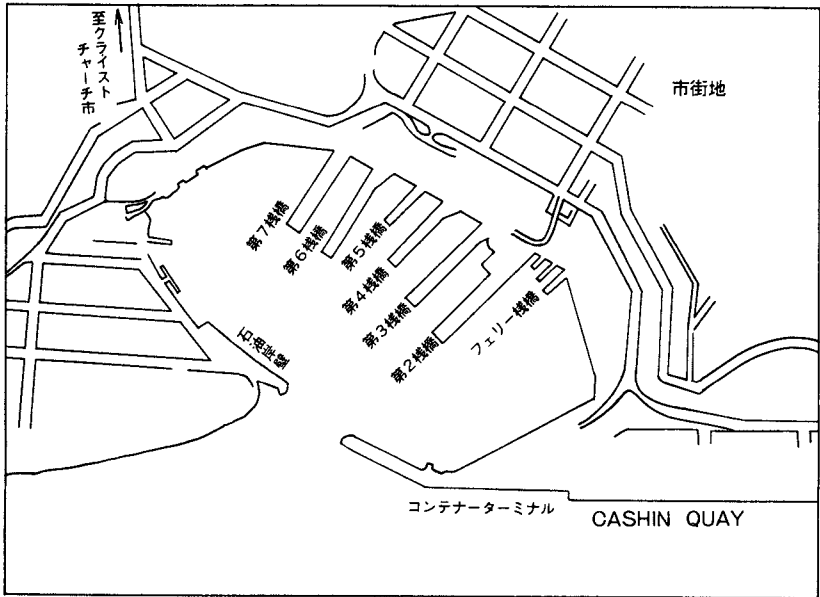 至クライスト
チャーチ市
市街地
第7桟橋
第6桟橋
第5桟橋
第4桟橋
第3桟橋
第2桟橋
フェリー桟橋
石油岸壁
コンテナーターミナル
CASHIN QUAY